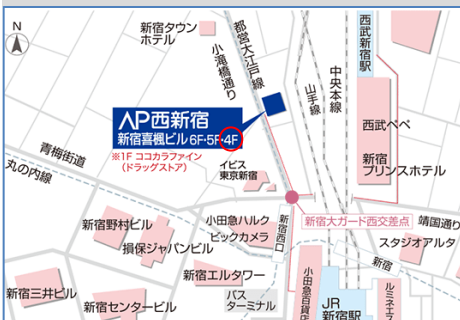 N
新宿タウン
ホテル
小滝橋通り
都営大江戸線
山手線
中央本線
西武新宿駅
AP西新宿
新宿喜楓ビル 6F・5F・4F
※1F ココカラファイン
(ドラッグストア)
西武ペペ
新宿
プリンスホテル
青梅街道
丸の内線
イビス
東京新宿
新宿大ガード西交差点
靖国通り
新宿野村ビル
損保ジャパンビル
小田急ハルク
ビックカメラ
新宿西口
スタジオアルタ
新宿
新宿エルタワー
バス
ターミナル
小田急百貨店
JR
新宿駅
ルミネエス
新宿三井ビル
新宿センタービル